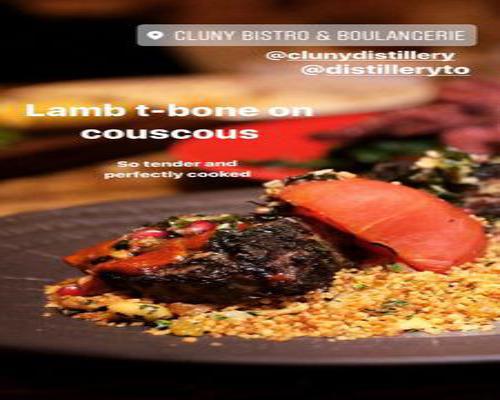 CLUNY BISTRO & BOULANGERIE
@clunydistillery
@distilleryto
Lamb t-bone on
couscous
So tender and
perfectly cooked